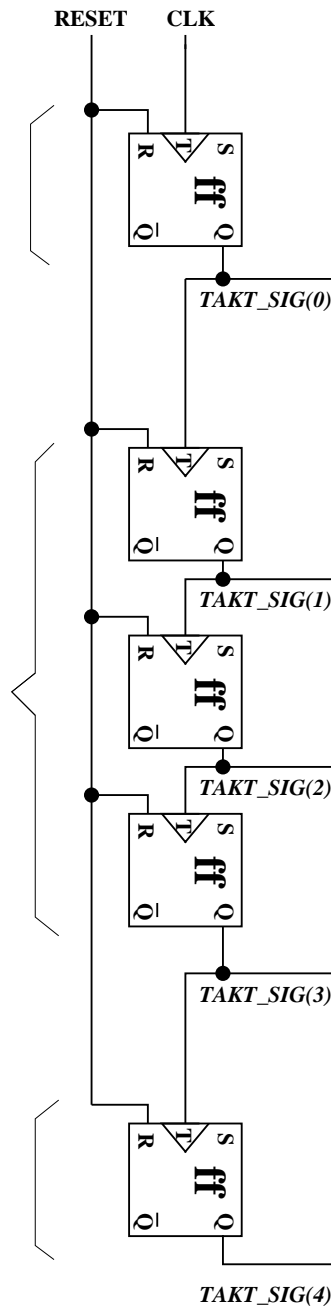 RESET CLK
R T S
ff
Q Q
TAKT_SIG(0)
R T S
ff
Q Q
TAKT_SIG(1)
R T S
ff
Q Q
TAKT_SIG(2)
R T S
ff
Q Q
TAKT_SIG(3)
R T S
ff
Q Q
TAKT_SIG(4)